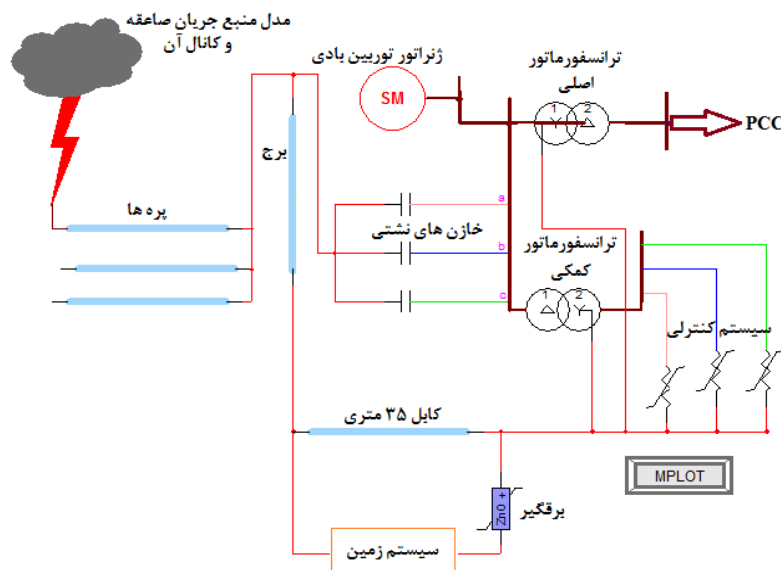 مدل منبع جریان صاعقه
و کانال آن
ژنراتور توربین بادی
SM
ترانسفورماتور
اصلی
1
2
PCC
برج
پره ها
a
خازن های نشتی
b
c
ترانسفورماتور
کمکی
1
2
سیستم کنترلی
کابل ۳۵ متری
MPLOT
ZnO +
برقگیر
سیستم زمین